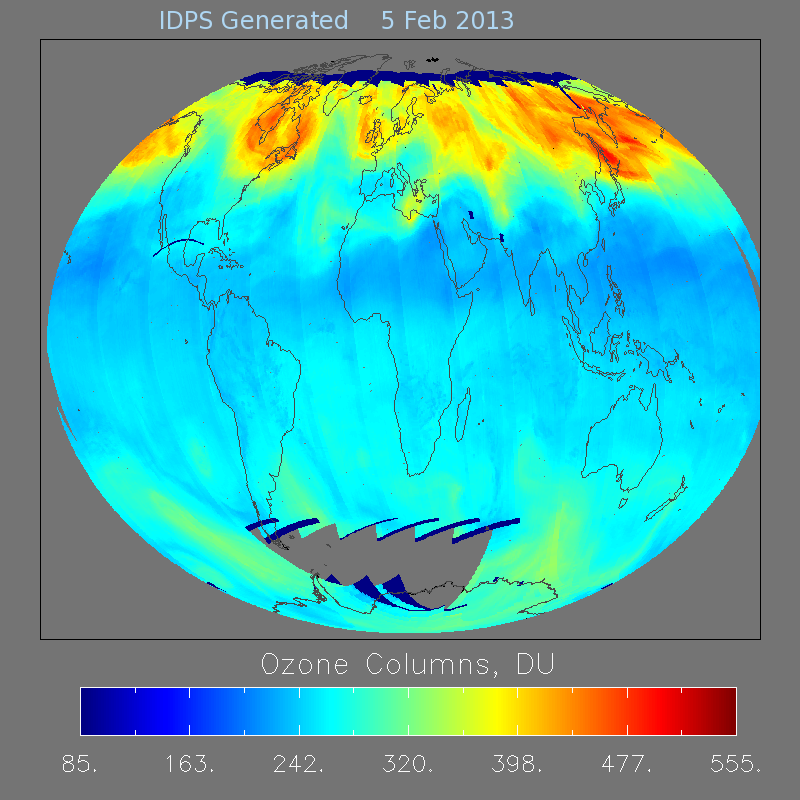 IDPS Generated    5 Feb 2013
Ozone Columns, DU
85. 163. 242. 320. 398. 477. 555.